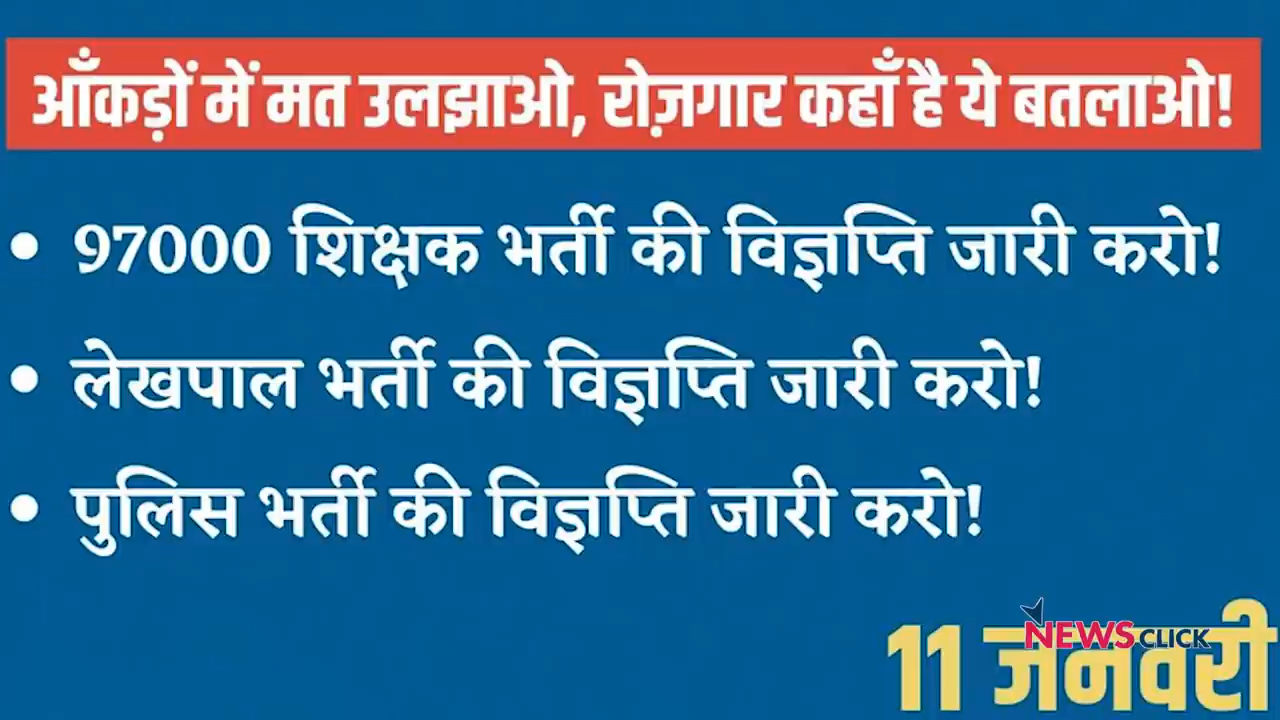 आँकड़ों में मत उलझाओ, रोज़गार कहाँ है ये बतलाओ!
• 97000 शिक्षक भर्ती की विज्ञप्ति जारी करो!
• लेखपाल भर्ती की विज्ञप्ति जारी करो!
• पुलिस भर्ती की विज्ञप्ति जारी करो!
NEWSCLICK
11 जनवरी